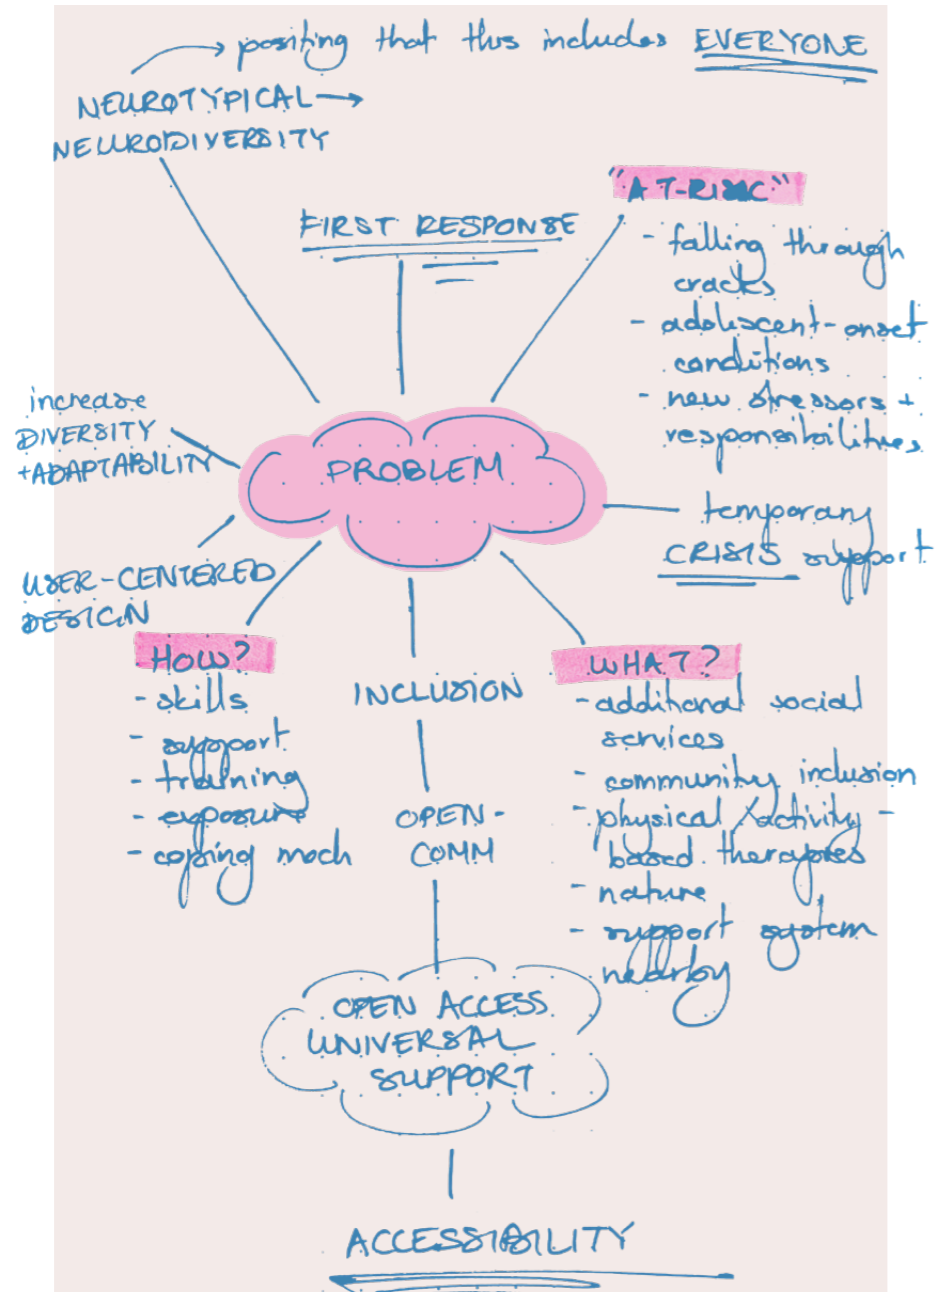 → positing that this includes EVERYONE
NEUROTYPICAL →
NEURODIVERSITY
FIRST RESPONSE
"AT-RISK"
- falling through
cracks
- adolescent-onset
conditions
- new stressors +
responsibilities
increase
DIVERSITY
+ADAPTABILITY
PROBLEM
temporary
CRISIS support
USER-CENTERED
DESIGN
HOW?
- skills
- support
- training
- exposure
- coping mech
INCLUSION
OPEN-
COMM
WHAT?
- additional social
services
- community inclusion
- physical/activity-
based therapies
- nature
- support system
nearby
OPEN ACCESS
UNIVERSAL
SUPPORT
ACCESSIBILITY